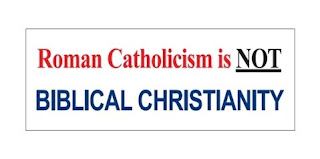 Roman Catholicism is NOT
BIBLICAL CHRISTIANITY